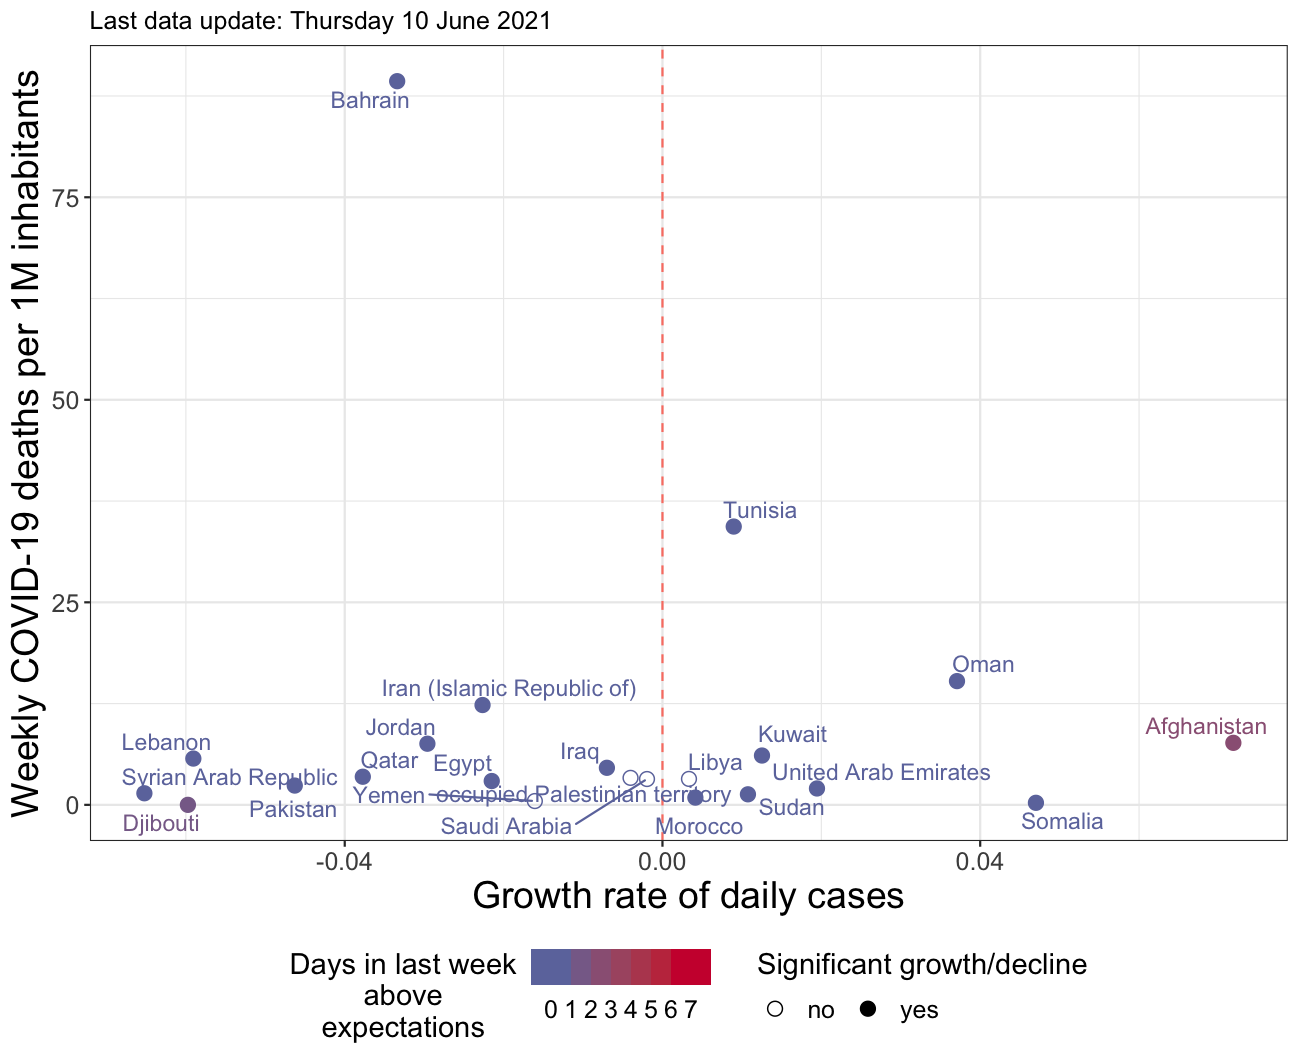 Last data update: Thursday 10 June 2021
Weekly COVID-19 deaths per 1M inhabitants
75
50
25
0
Bahrain
Tunisia
Oman
Iran (Islamic Republic of)
Afghanistan
Jordan
Kuwait
Lebanon
Iraq
Qatar
Egypt
Libya
Syrian Arab Republic
United Arab Emirates
Yemen
occupied Palestinian territory
Pakistan
Sudan
Djibouti
Saudi Arabia
Morocco
Somalia
-0.04
0.00
0.04
Growth rate of daily cases
Days in last week
above
expectations
0 1 2 3 4 5 6 7
Significant growth/decline
no
yes